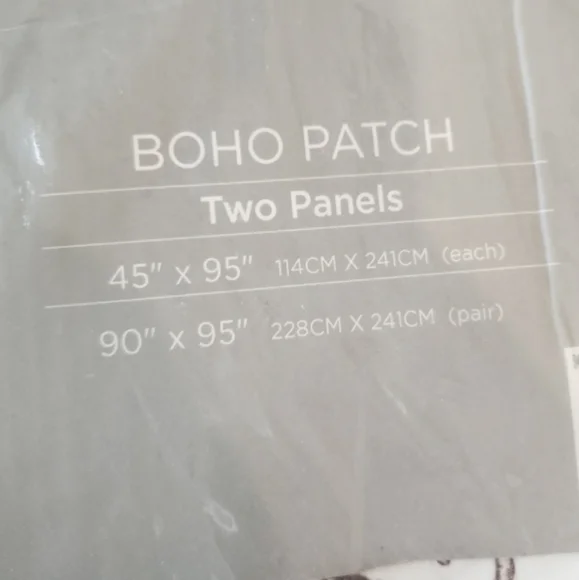 BOHO PATCH
Two Panels
45" x 95" 114CM X 241CM (each)
90" x 95" 228CM X 241CM (pair)